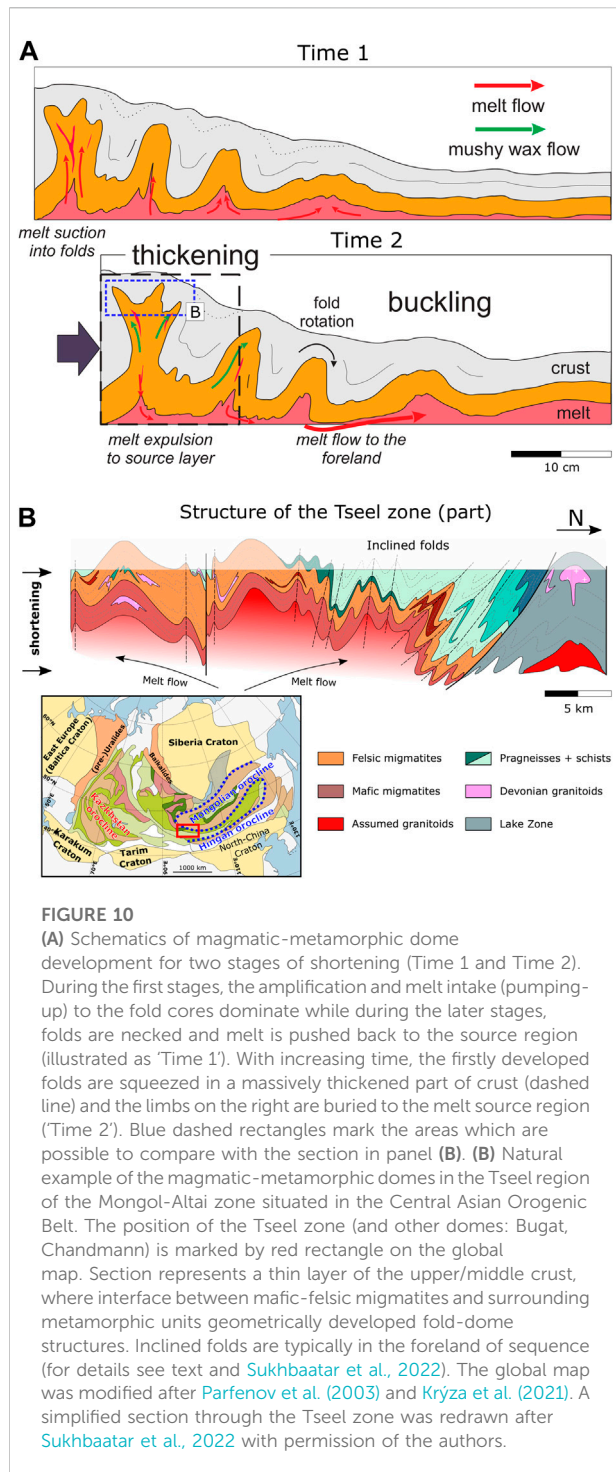 A
Time 1
melt flow
mushy wax flow
melt suction
into folds
Time 2
thickening
B
fold
rotation
buckling
crust
melt
melt expulsion
to source layer
melt flow to the
foreland
10 cm
B
Structure of the Tseel zone (part)
N
Inclined folds
shortening
Melt flow
Melt flow
5 km
East Europe
(Baltica Craton)
(pre-)Uralides
Baikalides
Siberia Craton
Kazakhstan
orocline
Mongolian orocline
Hingan orocline
Karakum
Craton
Tarim
Craton
North-China
Craton
1000 km
Felsic migmatites
Mafic migmatites
Assumed granitoids
Pragneisses + schists
Devonian granitoids
Lake Zone
FIGURE 10
(A) Schematics of magmatic-metamorphic dome
development for two stages of shortening (Time 1 and Time 2).
During the first stages, the amplification and melt intake (pumping-
up) to the fold cores dominate while during the later stages,
folds are necked and melt is pushed back to the source region
(illustrated as ‘Time 1’). With increasing time, the firstly developed
folds are squeezed in a massively thickened part of crust (dashed
line) and the limbs on the right are buried to the melt source region
(‘Time 2’). Blue dashed rectangles mark the areas which are
possible to compare with the section in panel (B). (B) Natural
example of the magmatic-metamorphic domes in the Tseel region
of the Mongol-Altai zone situated in the Central Asian Orogenic
Belt. The position of the Tseel zone (and other domes: Bugat,
Chandmann) is marked by red rectangle on the global
map. Section represents a thin layer of the upper/middle crust,
where interface between mafic-felsic migmatites and surrounding
metamorphic units geometrically developed fold-dome
structures. Inclined folds are typically in the foreland of sequence
(for details see text and Sukhbaatar et al., 2022). The global map
was modified after Parfenov et al. (2003) and Krýza et al. (2021). A
simplified section through the Tseel zone was redrawn after
Sukhbaatar et al., 2022 with permission of the authors.